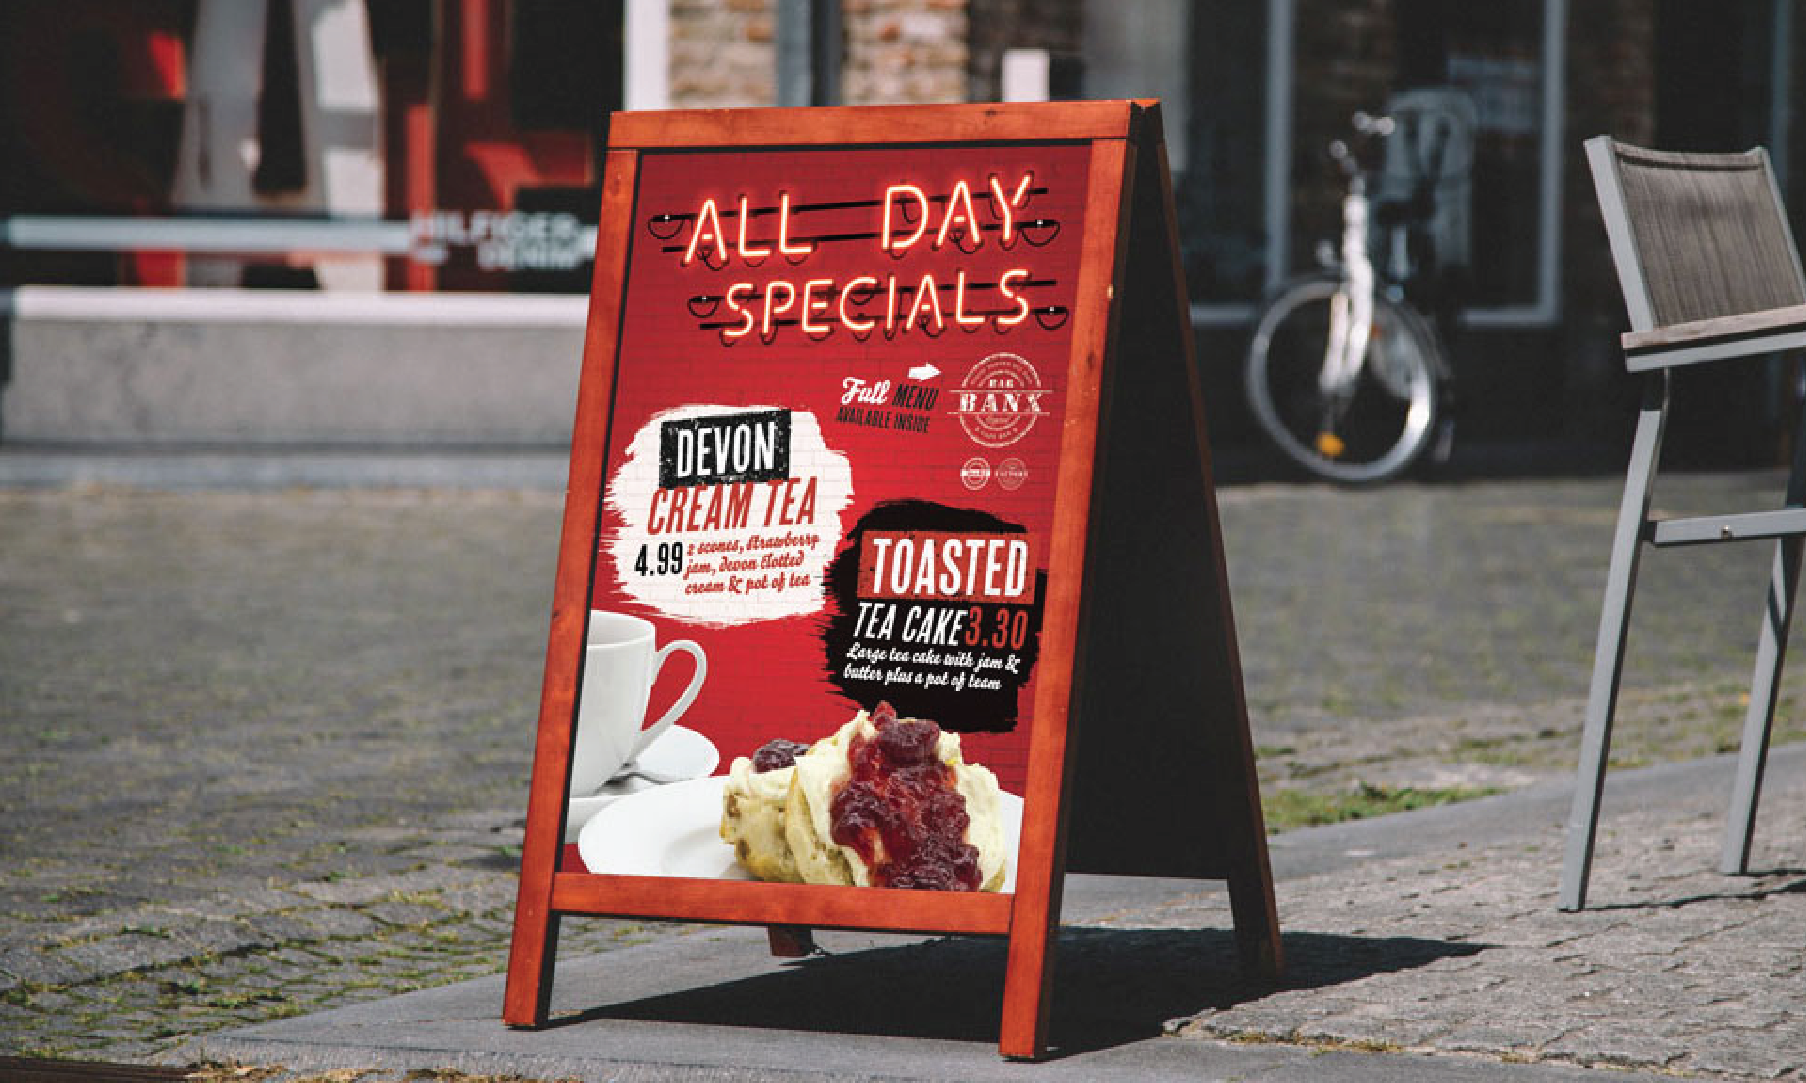 ALL DAY
SPECIALS
Full MENU
AVAILABLE INSIDE
BANK
DEVON
CREAM TEA
4.99 2 scones, strawberry
jam, devon clotted
cream & pot of tea
TOASTED
TEA CAKE 3.30
Large tea cake with jam &
butter plus a pot of team
HILFIGER
DENIM